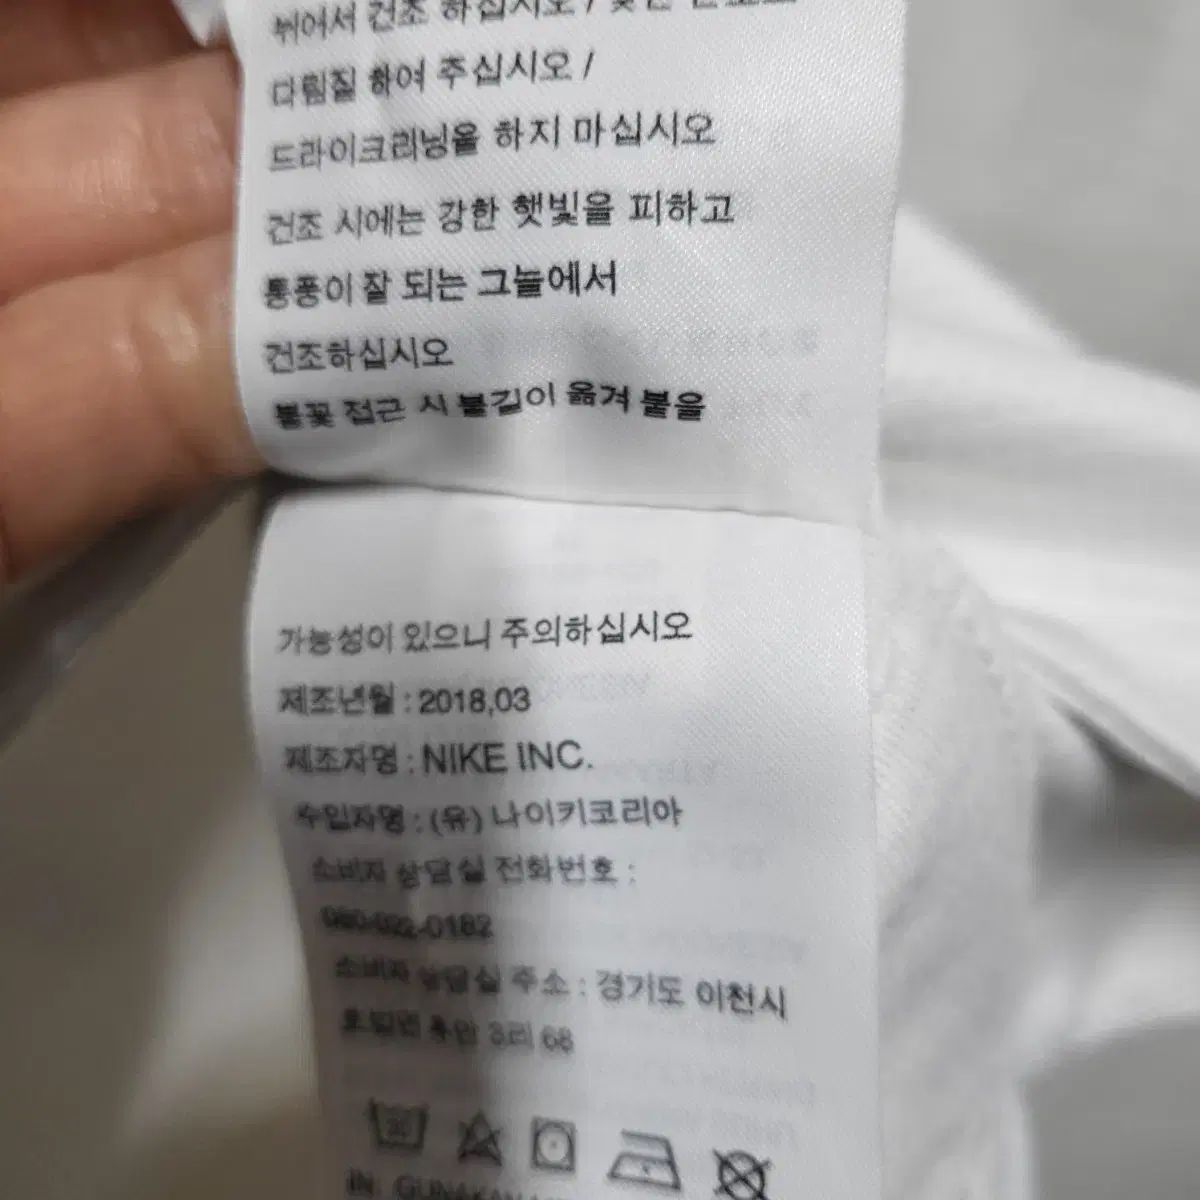 뉘어서 건조 하십시오 / 낮은 온도로
다림질 하여 주십시오 /
드라이크리닝을 하지 마십시오
건조 시에는 강한 햇빛을 피하고
통풍이 잘 되는 그늘에서
건조하십시오
불꽃 접근 시 불길이 옮겨 붙을
가능성이 있으니 주의하십시오
제조년월 : 2018,03
제조자명 : NIKE INC.
수입자명 : (유) 나이키코리아
소비자 상담실 전화번호 :
080-022-0182
소비자 상담실 주소 : 경기도 이천시
호법면 후안 3리 68
IN: